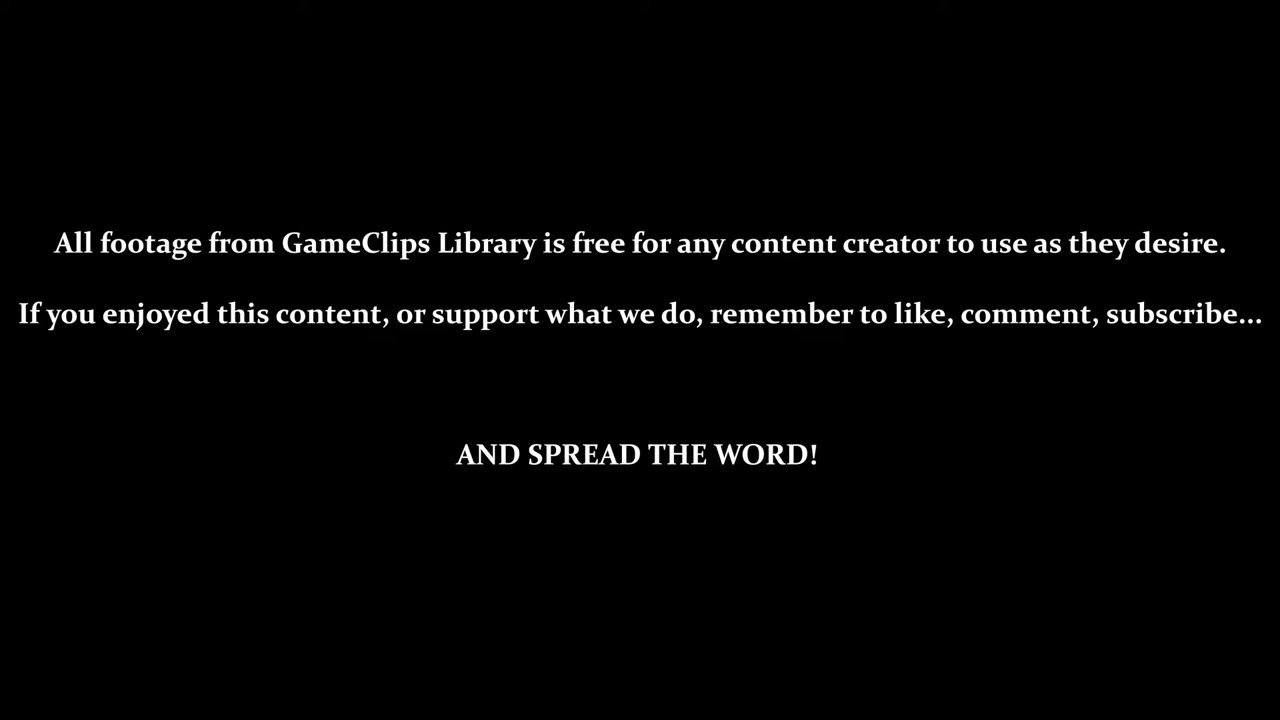 All footage from GameClips Library is free for any content creator to use as they desire.
If you enjoyed this content, or support what we do, remember to like, comment, subscribe...
AND SPREAD THE WORD!